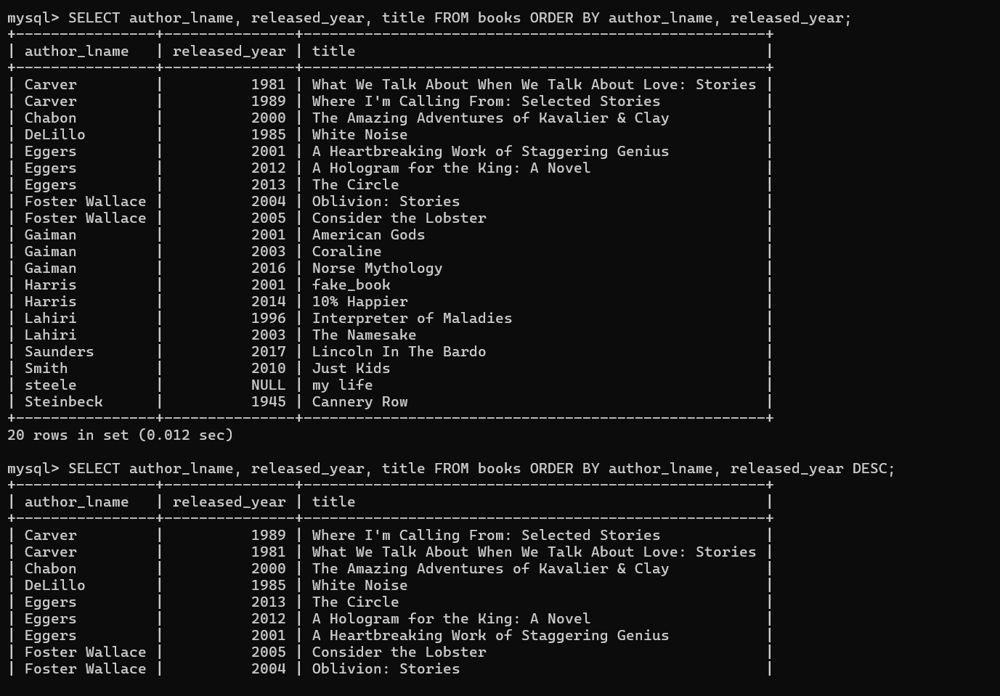 mysql> SELECT author_lname, released_year, title FROM books ORDER BY author_lname, released_year;
+----------------+---------------+-----------------------------------------------------+
| author_lname   | released_year | title                                               |
+----------------+---------------+-----------------------------------------------------+
| Carver         |          1981 | What We Talk About When We Talk About Love: Stories |
| Carver         |          1989 | Where I'm Calling From: Selected Stories            |
| Chabon         |          2000 | The Amazing Adventures of Kavalier & Clay           |
| DeLillo        |          1985 | White Noise                                         |
| Eggers         |          2001 | A Heartbreaking Work of Staggering Genius           |
| Eggers         |          2012 | A Hologram for the King: A Novel                    |
| Eggers         |          2013 | The Circle                                          |
| Foster Wallace |          2004 | Oblivion: Stories                                   |
| Foster Wallace |          2005 | Consider the Lobster                                |
| Gaiman         |          2001 | American Gods                                       |
| Gaiman         |          2003 | Coraline                                            |
| Gaiman         |          2016 | Norse Mythology                                     |
| Harris         |          2001 | fake_book                                           |
| Harris         |          2014 | 10% Happier                                         |
| Lahiri         |          1996 | Interpreter of Maladies                             |
| Lahiri         |          2003 | The Namesake                                        |
| Saunders       |          2017 | Lincoln In The Bardo                                |
| Smith          |          2010 | Just Kids                                           |
| steele         |          NULL | my life                                             |
| Steinbeck      |          1945 | Cannery Row                                         |
+----------------+---------------+-----------------------------------------------------+
20 rows in set (0.012 sec)

mysql> SELECT author_lname, released_year, title FROM books ORDER BY author_lname, released_year DESC;
+----------------+---------------+-----------------------------------------------------+
| author_lname   | released_year | title                                               |
+----------------+---------------+-----------------------------------------------------+
| Carver         |          1989 | Where I'm Calling From: Selected Stories            |
| Carver         |          1981 | What We Talk About When We Talk About Love: Stories |
| Chabon         |          2000 | The Amazing Adventures of Kavalier & Clay           |
| DeLillo        |          1985 | White Noise                                         |
| Eggers         |          2013 | The Circle                                          |
| Eggers         |          2012 | A Hologram for the King: A Novel                    |
| Eggers         |          2001 | A Heartbreaking Work of Staggering Genius           |
| Foster Wallace |          2005 | Consider the Lobster                                |
| Foster Wallace |          2004 | Oblivion: Stories                                   |